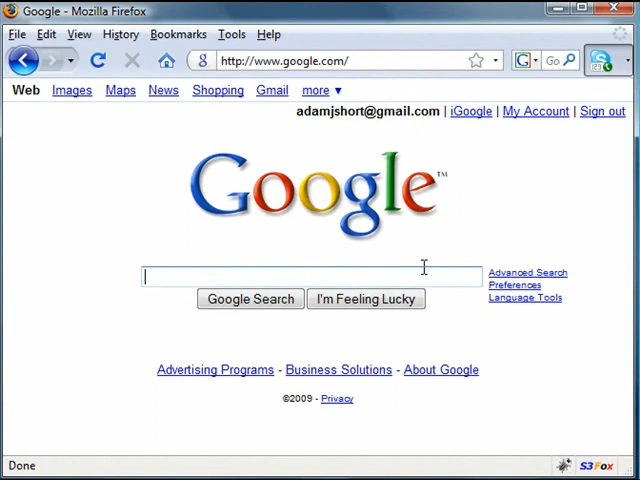 Google - Mozilla Firefox
File Edit View History Bookmarks Tools Help
http://www.google.com/ Go
Web Images Maps News Shopping Gmail more ▼
adamjshort@gmail.com | iGoogle | My Account | Sign out
Google™
Advanced Search
Preferences
Language Tools
Google Search I'm Feeling Lucky
Advertising Programs - Business Solutions - About Google
©2009 - Privacy
Done S3Fox